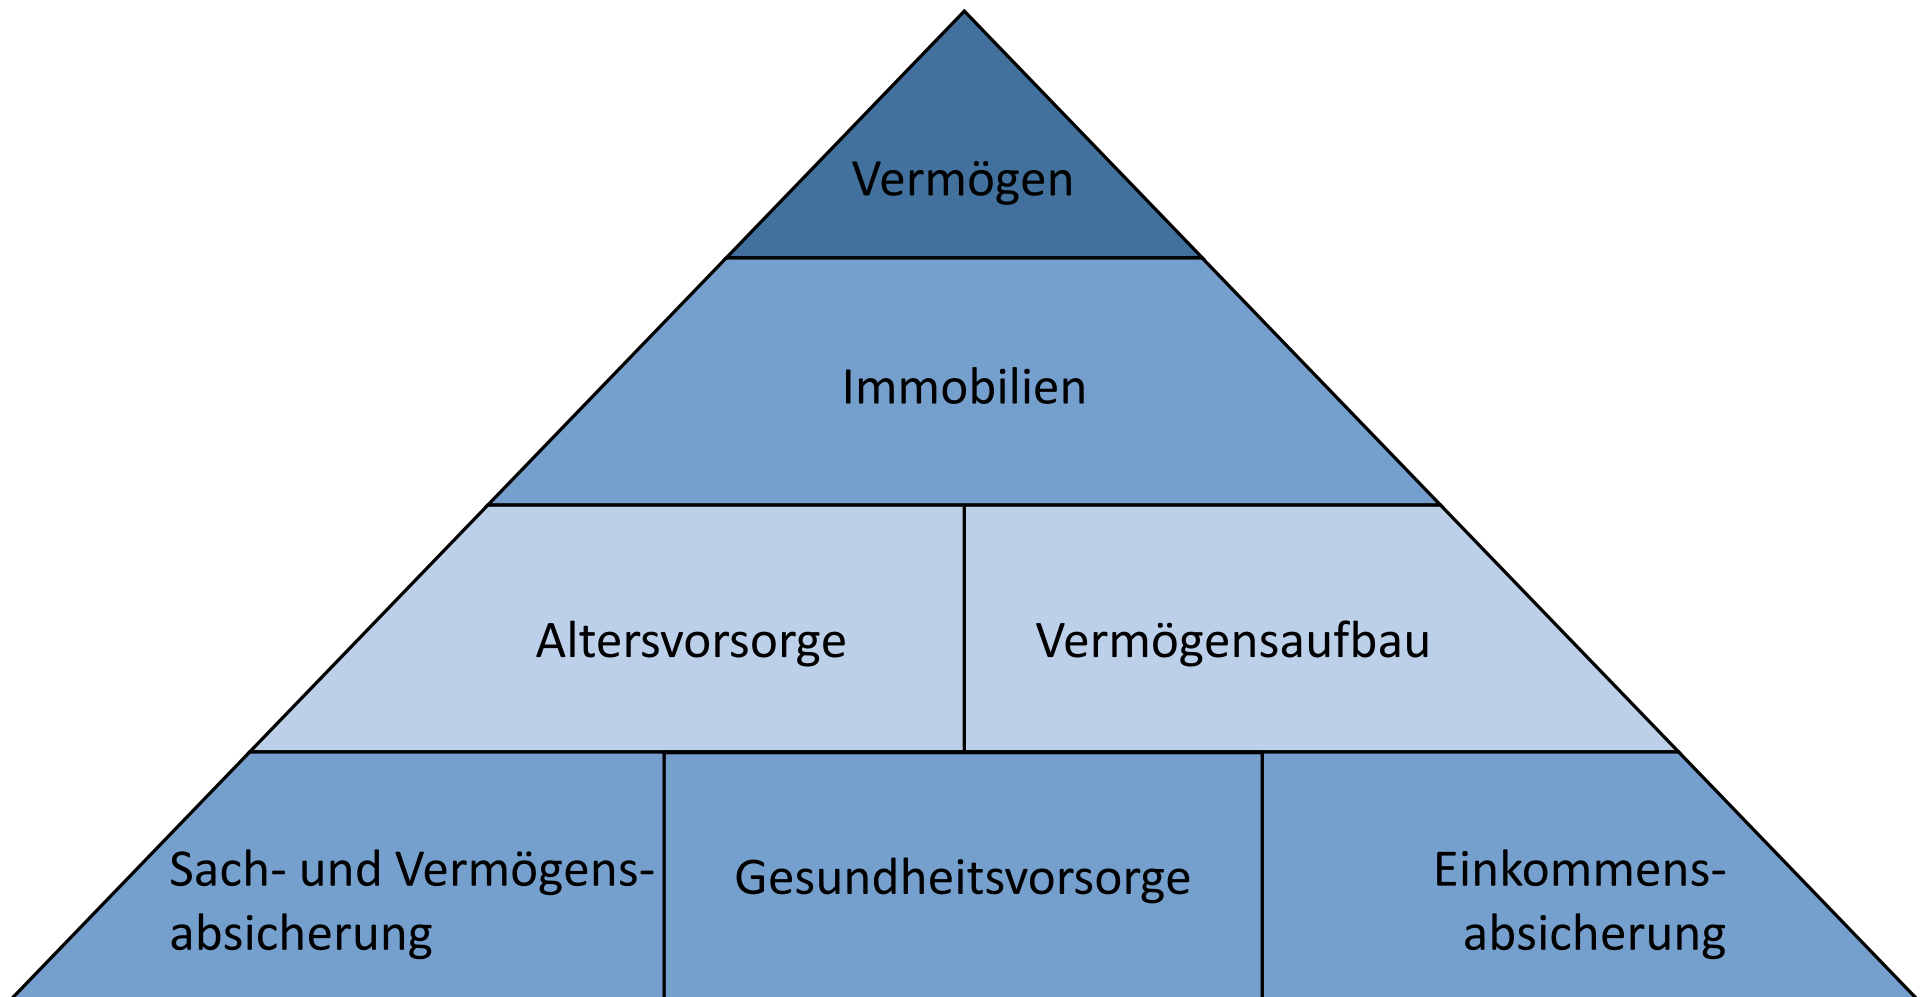 Vermögen
Immobilien
Altersvorsorge
Vermögensaufbau
Sach- und Vermögens-
absicherung
Gesundheitsvorsorge
Einkommens-
absicherung